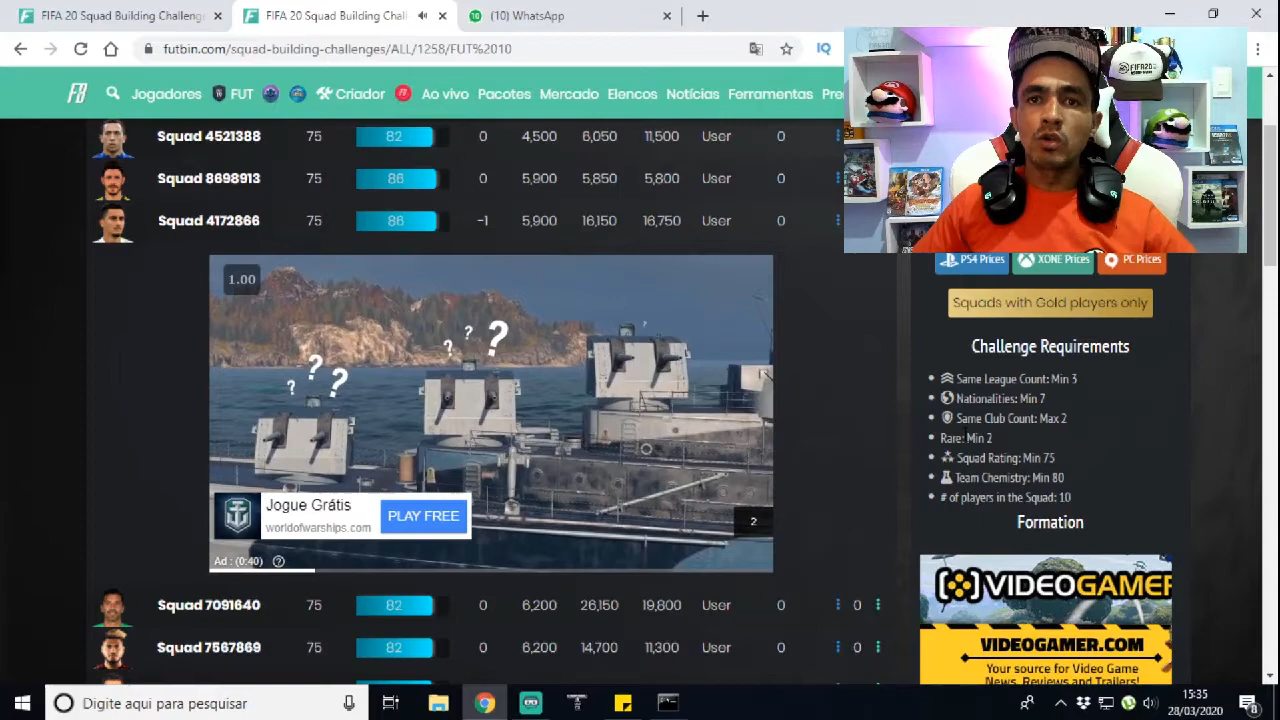 FIFA 20 Squad Building Challeng
FIFA 20 Squad Building Chall
(10) WhatsApp
futbin.com/squad-building-challenges/ALL/1258/FUT%2010
IQ
F8
Jogadores
FUT
Criador
Ao vivo
Pacotes
Mercado
Elencos
Notícias
Ferramentas
Pre
Squad 4521388 75 82 0 4,500 6,050 11,500 User 0
Squad 8698913 75 86 0 5,900 5,850 5,800 User 0
Squad 4172866 75 86 -1 5,900 16,150 16,750 User 0
FIFA20
1.00
? ? ? ? ? ?
Jogue Grátis
worldofwarships.com
PLAY FREE
2
Ad : (0:40)
Squad 7091640 75 82 0 6,200 26,150 19,800 User 0 0
Squad 7567869 75 82 0 6,200 14,700 11,300 User 0 0
PS4 Prices
XONE Prices
PC Prices
Squads with Gold players only
Challenge Requirements
Same League Count: Min 3
Nationalities: Min 7
Same Club Count: Max 2
Rare: Min 2
Squad Rating: Min 75
Team Chemistry: Min 80
# of players in the Squad: 10
Formation
VIDEOGAMER
VIDEOGAMER.COM
Your source for Video Game
News, Reviews and Trailers!
Digite aqui para pesquisar
15:35
28/03/2020
8